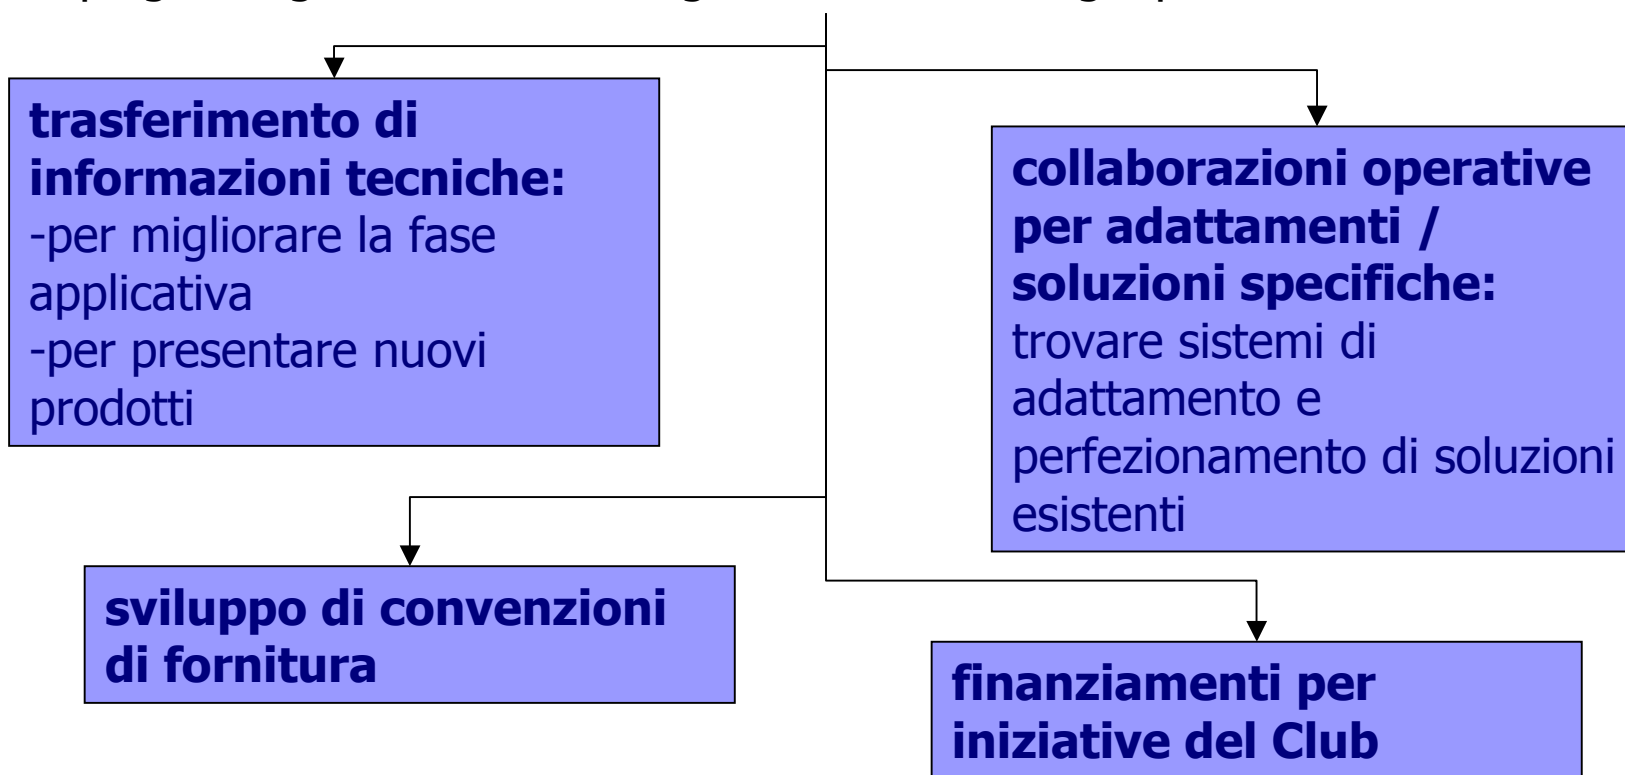 trasferimento di
informazioni tecniche:
-per migliorare la fase
applicativa
-per presentare nuovi
prodotti
collaborazioni operative
per adattamenti /
soluzioni specifiche:
trovare sistemi di
adattamento e
perfezionamento di soluzioni
esistenti
sviluppo di convenzioni
di fornitura
finanziamenti per
iniziative del Club